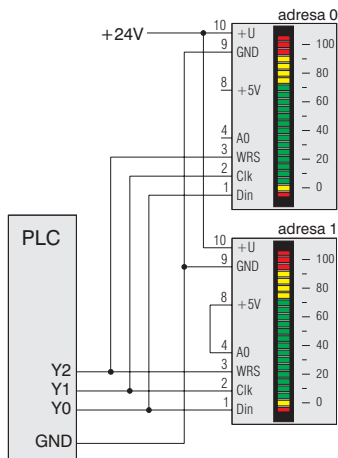 adresa 0
+24V
10 +U
9 GND
8 +5V
4 A0
3 WRS
2 Clk
1 Din
100
80
60
40
20
0
adresa 1
10 +U
9 GND
8 +5V
4 A0
3 WRS
2 Clk
1 Din
100
80
60
40
20
0
PLC
Y2
Y1
Y0
GND